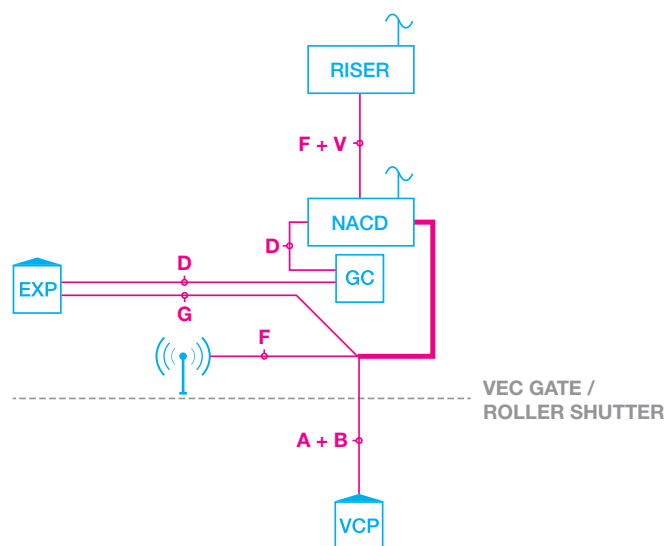 RISER
F + V
NACD
D
D
GC
EXP
G
F
VEC GATE /
ROLLER SHUTTER
A + B
VCP